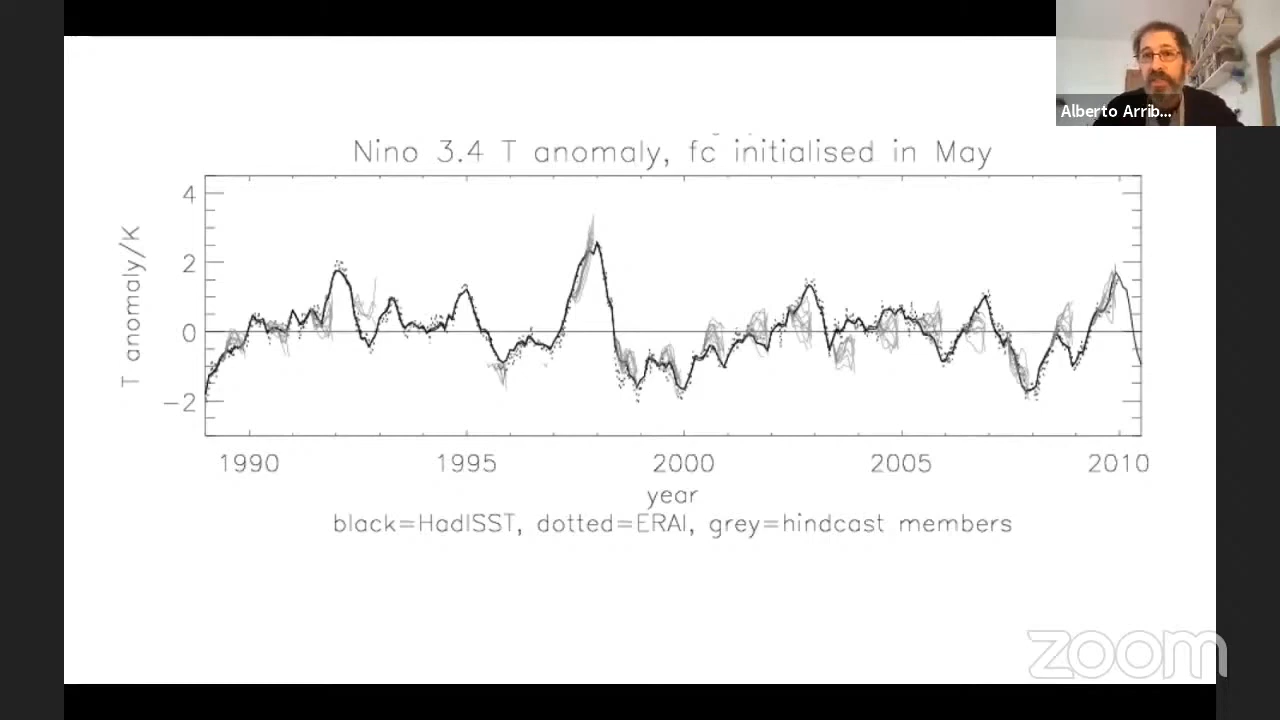 Alberto Arrib...
Nino 3.4 T anomaly, fc initialised in May
T anomaly/K
4
2
0
−2
1990 1995 2000 2005 2010
year
black=HadISST, dotted=ERAI, grey=hindcast members
zoom